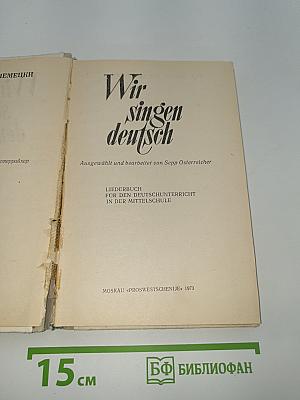 НЕМЕЦКИ
Wir
singen
deutsch
Ausgewählt und bearbeitet von Sepp Österreicher
LIEDERBUCH
FÜR DEN DEUTSCHUNTERRICHT
IN DER MITTELSCHULE
MOSKAU «PROSWESTSCHENIJE» 1973
15 см
БФ БИБЛИОФАН